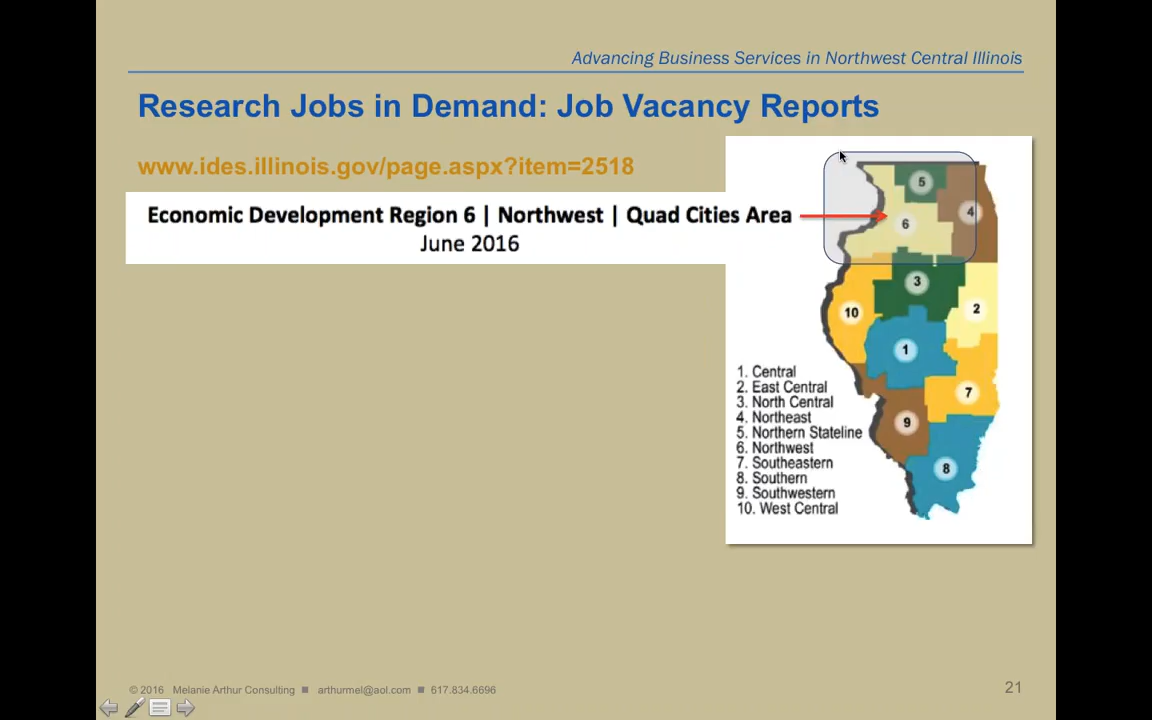 Advancing Business Services in Northwest Central Illinois
Research Jobs in Demand: Job Vacancy Reports
www.ides.illinois.gov/page.aspx?item=2518
Economic Development Region 6 | Northwest | Quad Cities Area
June 2016
5
4
6
3
2
10
1
7
9
8
1. Central
2. East Central
3. North Central
4. Northeast
5. Northern Stateline
6. Northwest
7. Southeastern
8. Southern
9. Southwestern
10. West Central
© 2016 Melanie Arthur Consulting ■ arthurmel@aol.com ■ 617.834.6696
21